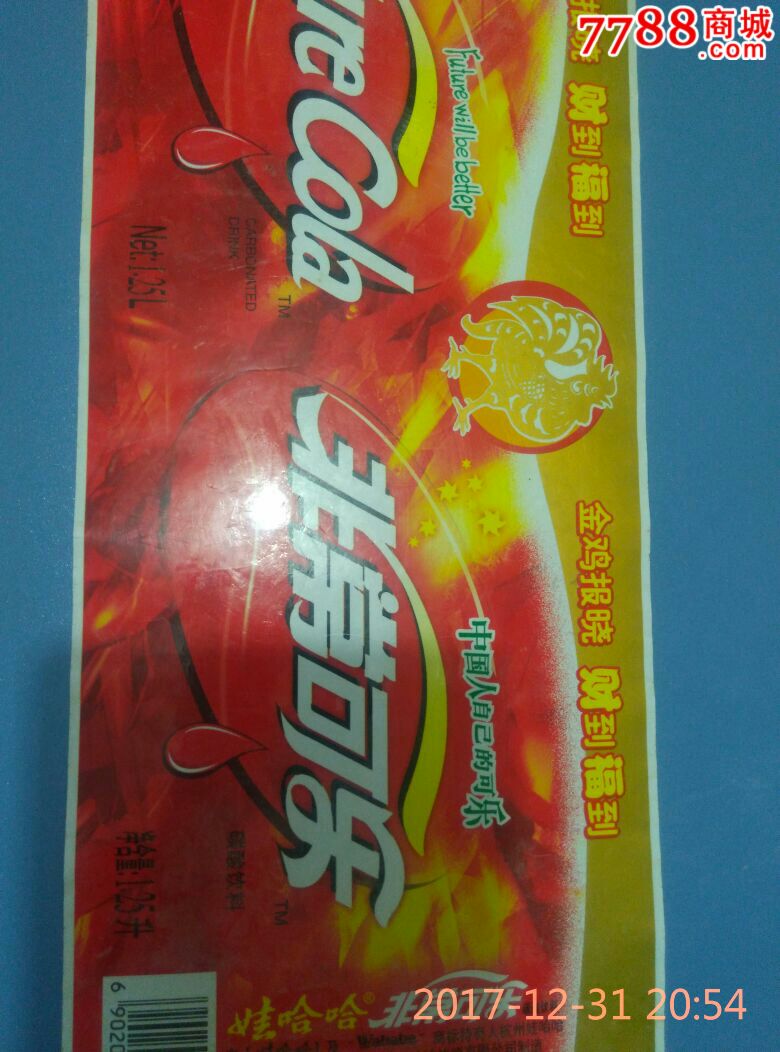 7788商城
.com
财到福到
Future will be better
ure Cola
TM
CARBONATED
DRINK
Net:1.25L
金鸡报晓 财到福到
中国人自己的可乐
非常可乐
TM
碳酸饮料
净含量:1.25升
娃哈哈®
6 9020
2017-12-31 20:54